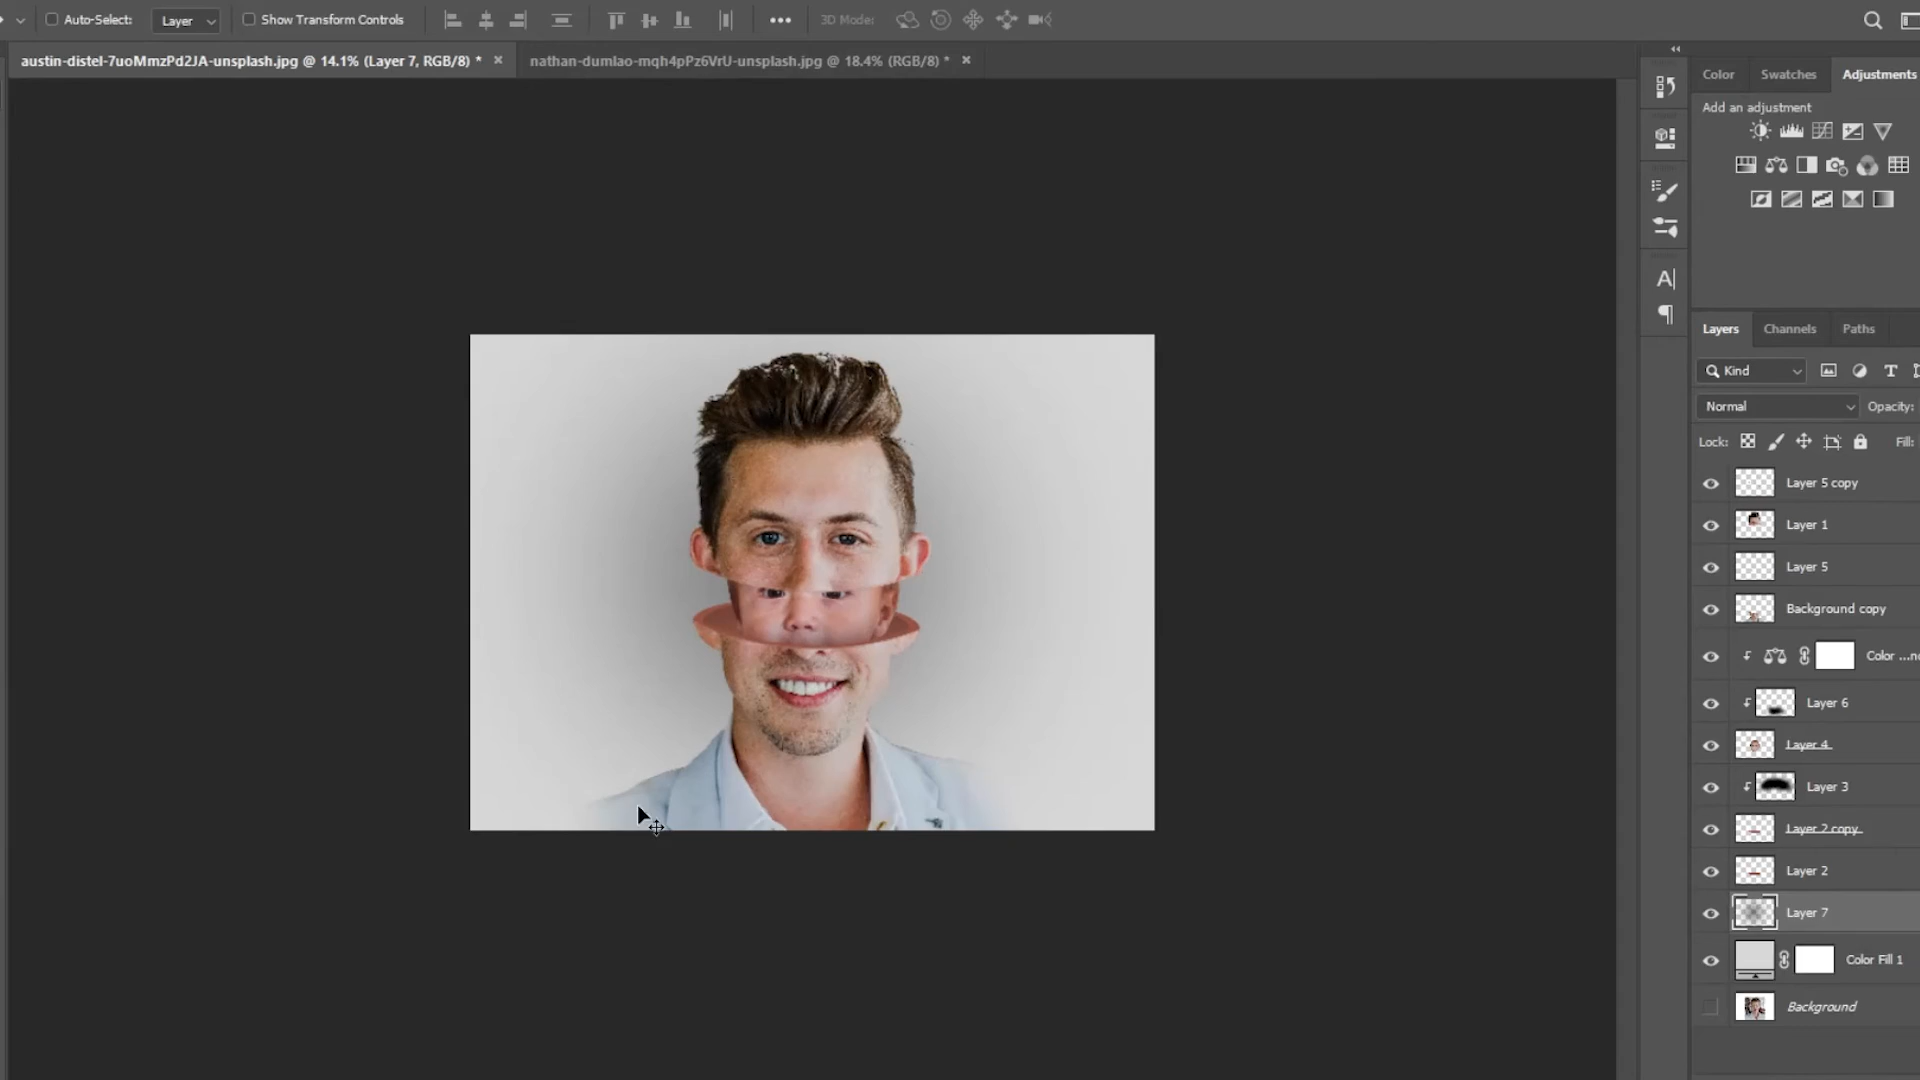 Auto-Select:
Layer
Show Transform Controls
3D Mode:
austin-distel-7uoMmzPd2JA-unsplash.jpg @ 14.1% (Layer 7, RGB/8) *
nathan-dumlao-mqh4pPz6VrU-unsplash.jpg @ 18.4% (RGB/8) *
Color
Swatches
Adjustments
Add an adjustment
Layers
Channels
Paths
Kind
Normal
Opacity:
Lock:
Fill:
Layer 5 copy
Layer 1
Layer 5
Background copy
Color ...n
Layer 6
Layer 4
Layer 3
Layer 2 copy
Layer 2
Layer 7
Color Fill 1
Background